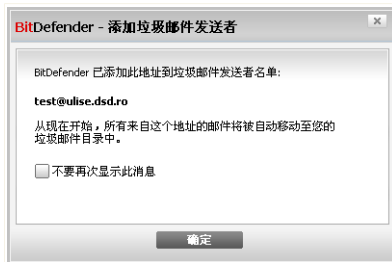 BitDefender - 添加垃圾邮件发送者
BitDefender 已添加此地址到垃圾邮件发送者名单:
test@ulise.dsd.ro
从现在开始，所有来自这个地址的邮件将被自动移动至您的
垃圾邮件目录中。
不要再次显示此消息
确定